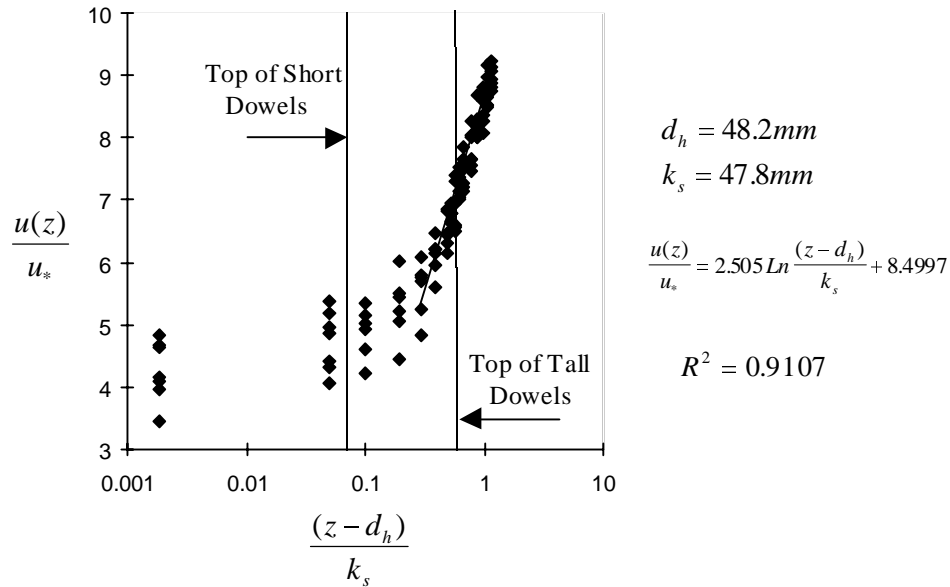 10
9
8
7
6
5
4
3
u(z)
u*
Top of Short
Dowels
Top of Tall
Dowels
0.001
0.01
0.1
1
10
(z − d_h)
k_s
d_h = 48.2mm
k_s = 47.8mm
u(z)/u* = 2.505 Ln (z − d_h)/k_s + 8.4997
R² = 0.9107